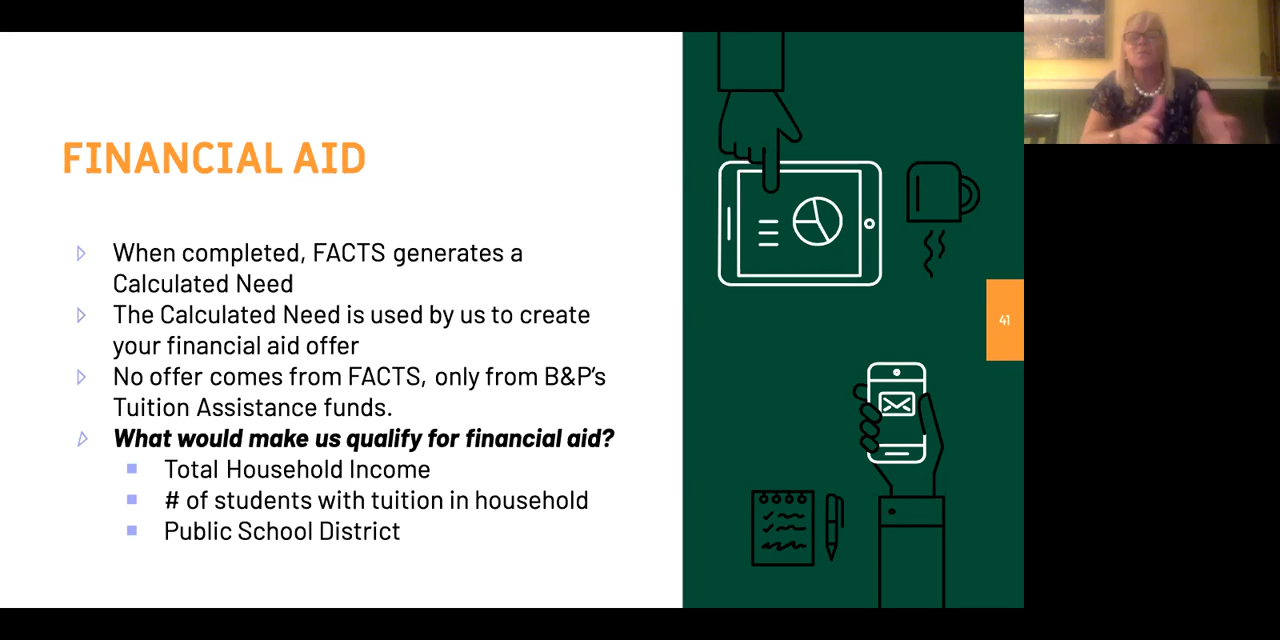 FINANCIAL AID
When completed, FACTS generates a
Calculated Need
The Calculated Need is used by us to create
your financial aid offer
No offer comes from FACTS, only from B&P's
Tuition Assistance funds.
What would make us qualify for financial aid?
Total Household Income
# of students with tuition in household
Public School District
41